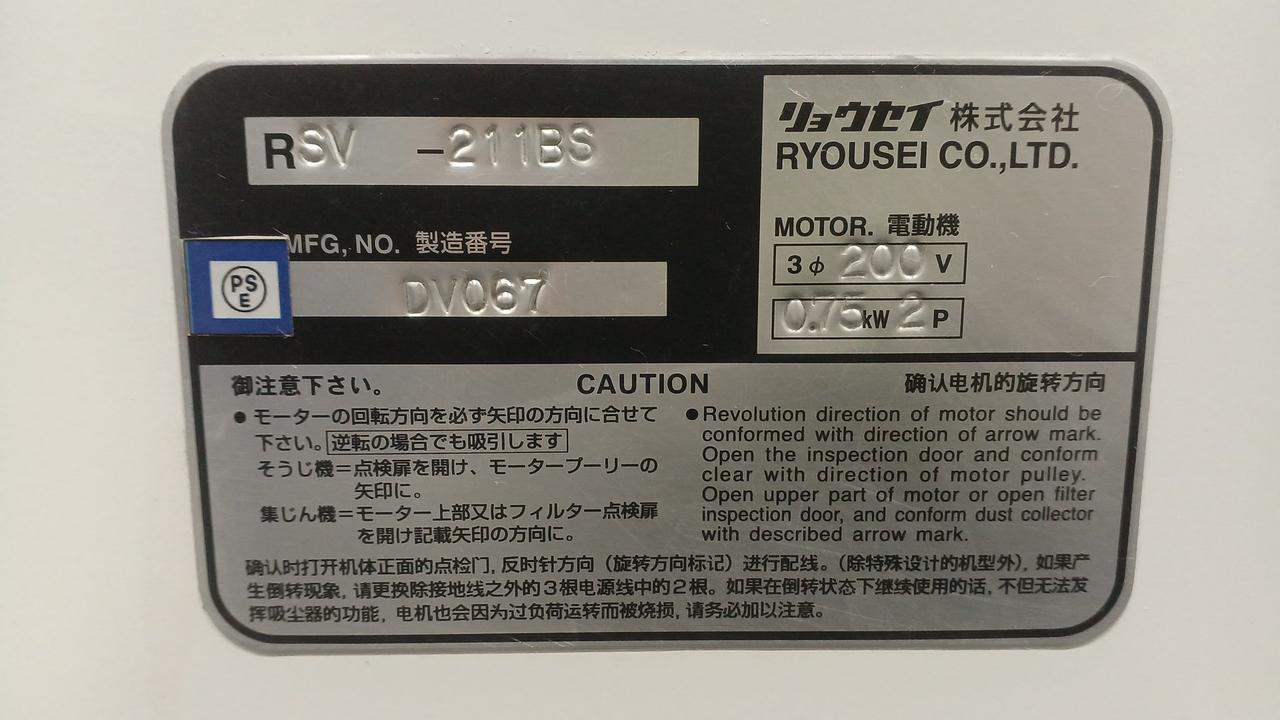 RSV -211BS
リョウセイ 株式会社
RYOUSEI CO.,LTD.
MFG, NO. 製造番号
DV067
PS
E
MOTOR. 電動機
3φ 200 V
0.75 kW 2 P
御注意下さい。
CAUTION
确认电机的旋转方向
●モーターの回転方向を必ず矢印の方向に合せて
下さい。逆転の場合でも吸引します
そうじ機=点検扉を開け、モータープーリーの
矢印に。
集じん機=モーター上部又はフィルター点検扉
を開け記載矢印の方向に。
●Revolution direction of motor should be
conformed with direction of arrow mark.
Open the inspection door and conform
clear with direction of motor pulley.
Open upper part of motor or open filter
inspection door, and conform dust collector
with described arrow mark.
确认时打开机体正面的点检门, 反时针方向（旋转方向标记）进行配线。（除特殊设计的机型外）, 如果产
生倒转现象, 请更换除接地线之外的3根电源线中的2根。如果在倒转状态下继续使用的话, 不但无法发
挥吸尘器的功能, 电机也会因为过负荷运转而被烧损, 请务必加以注意。